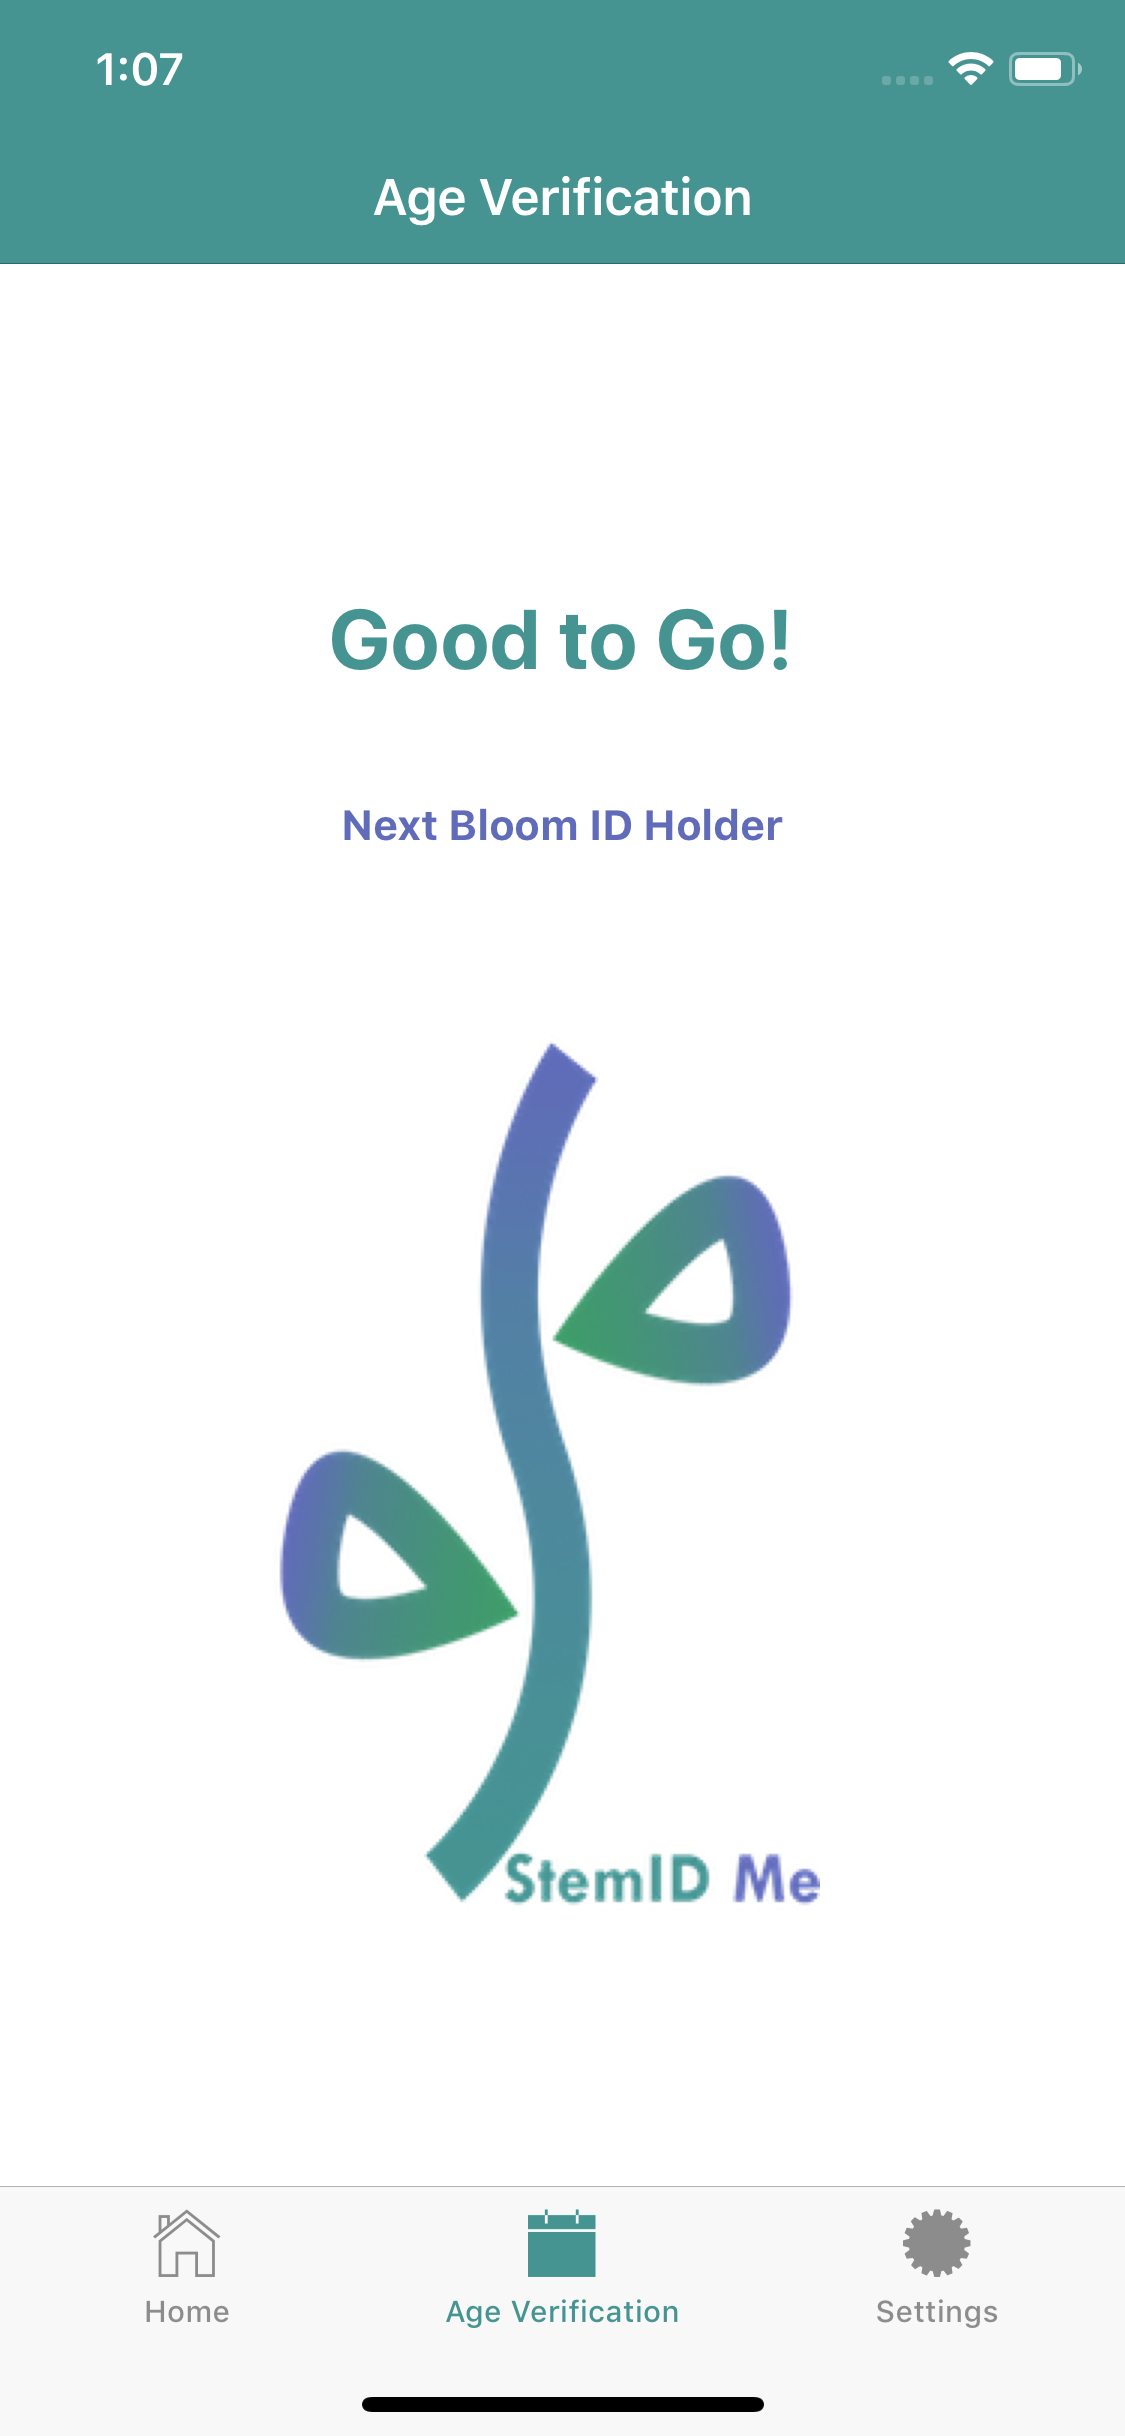 1:07
Age Verification
Good to Go!
Next Bloom ID Holder
StemID Me
Home
Age Verification
Settings